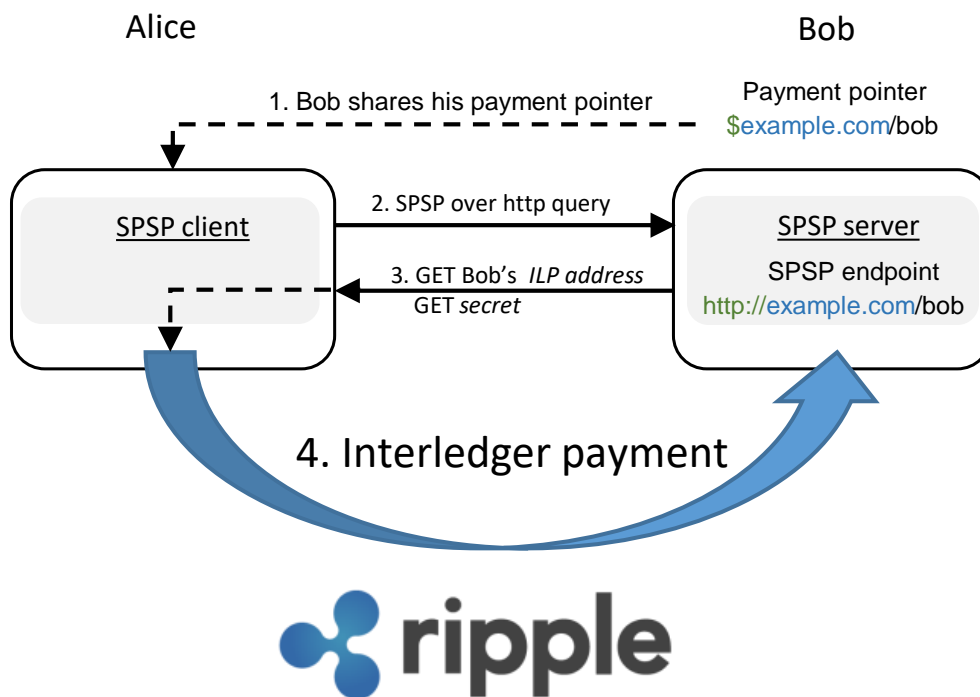 Alice
Bob
1. Bob shares his payment pointer
Payment pointer
$example.com/bob
SPSP client
2. SPSP over http query
SPSP server
3. GET Bob’s ILP address
GET secret
SPSP endpoint
http://example.com/bob
4. Interledger payment
ripple